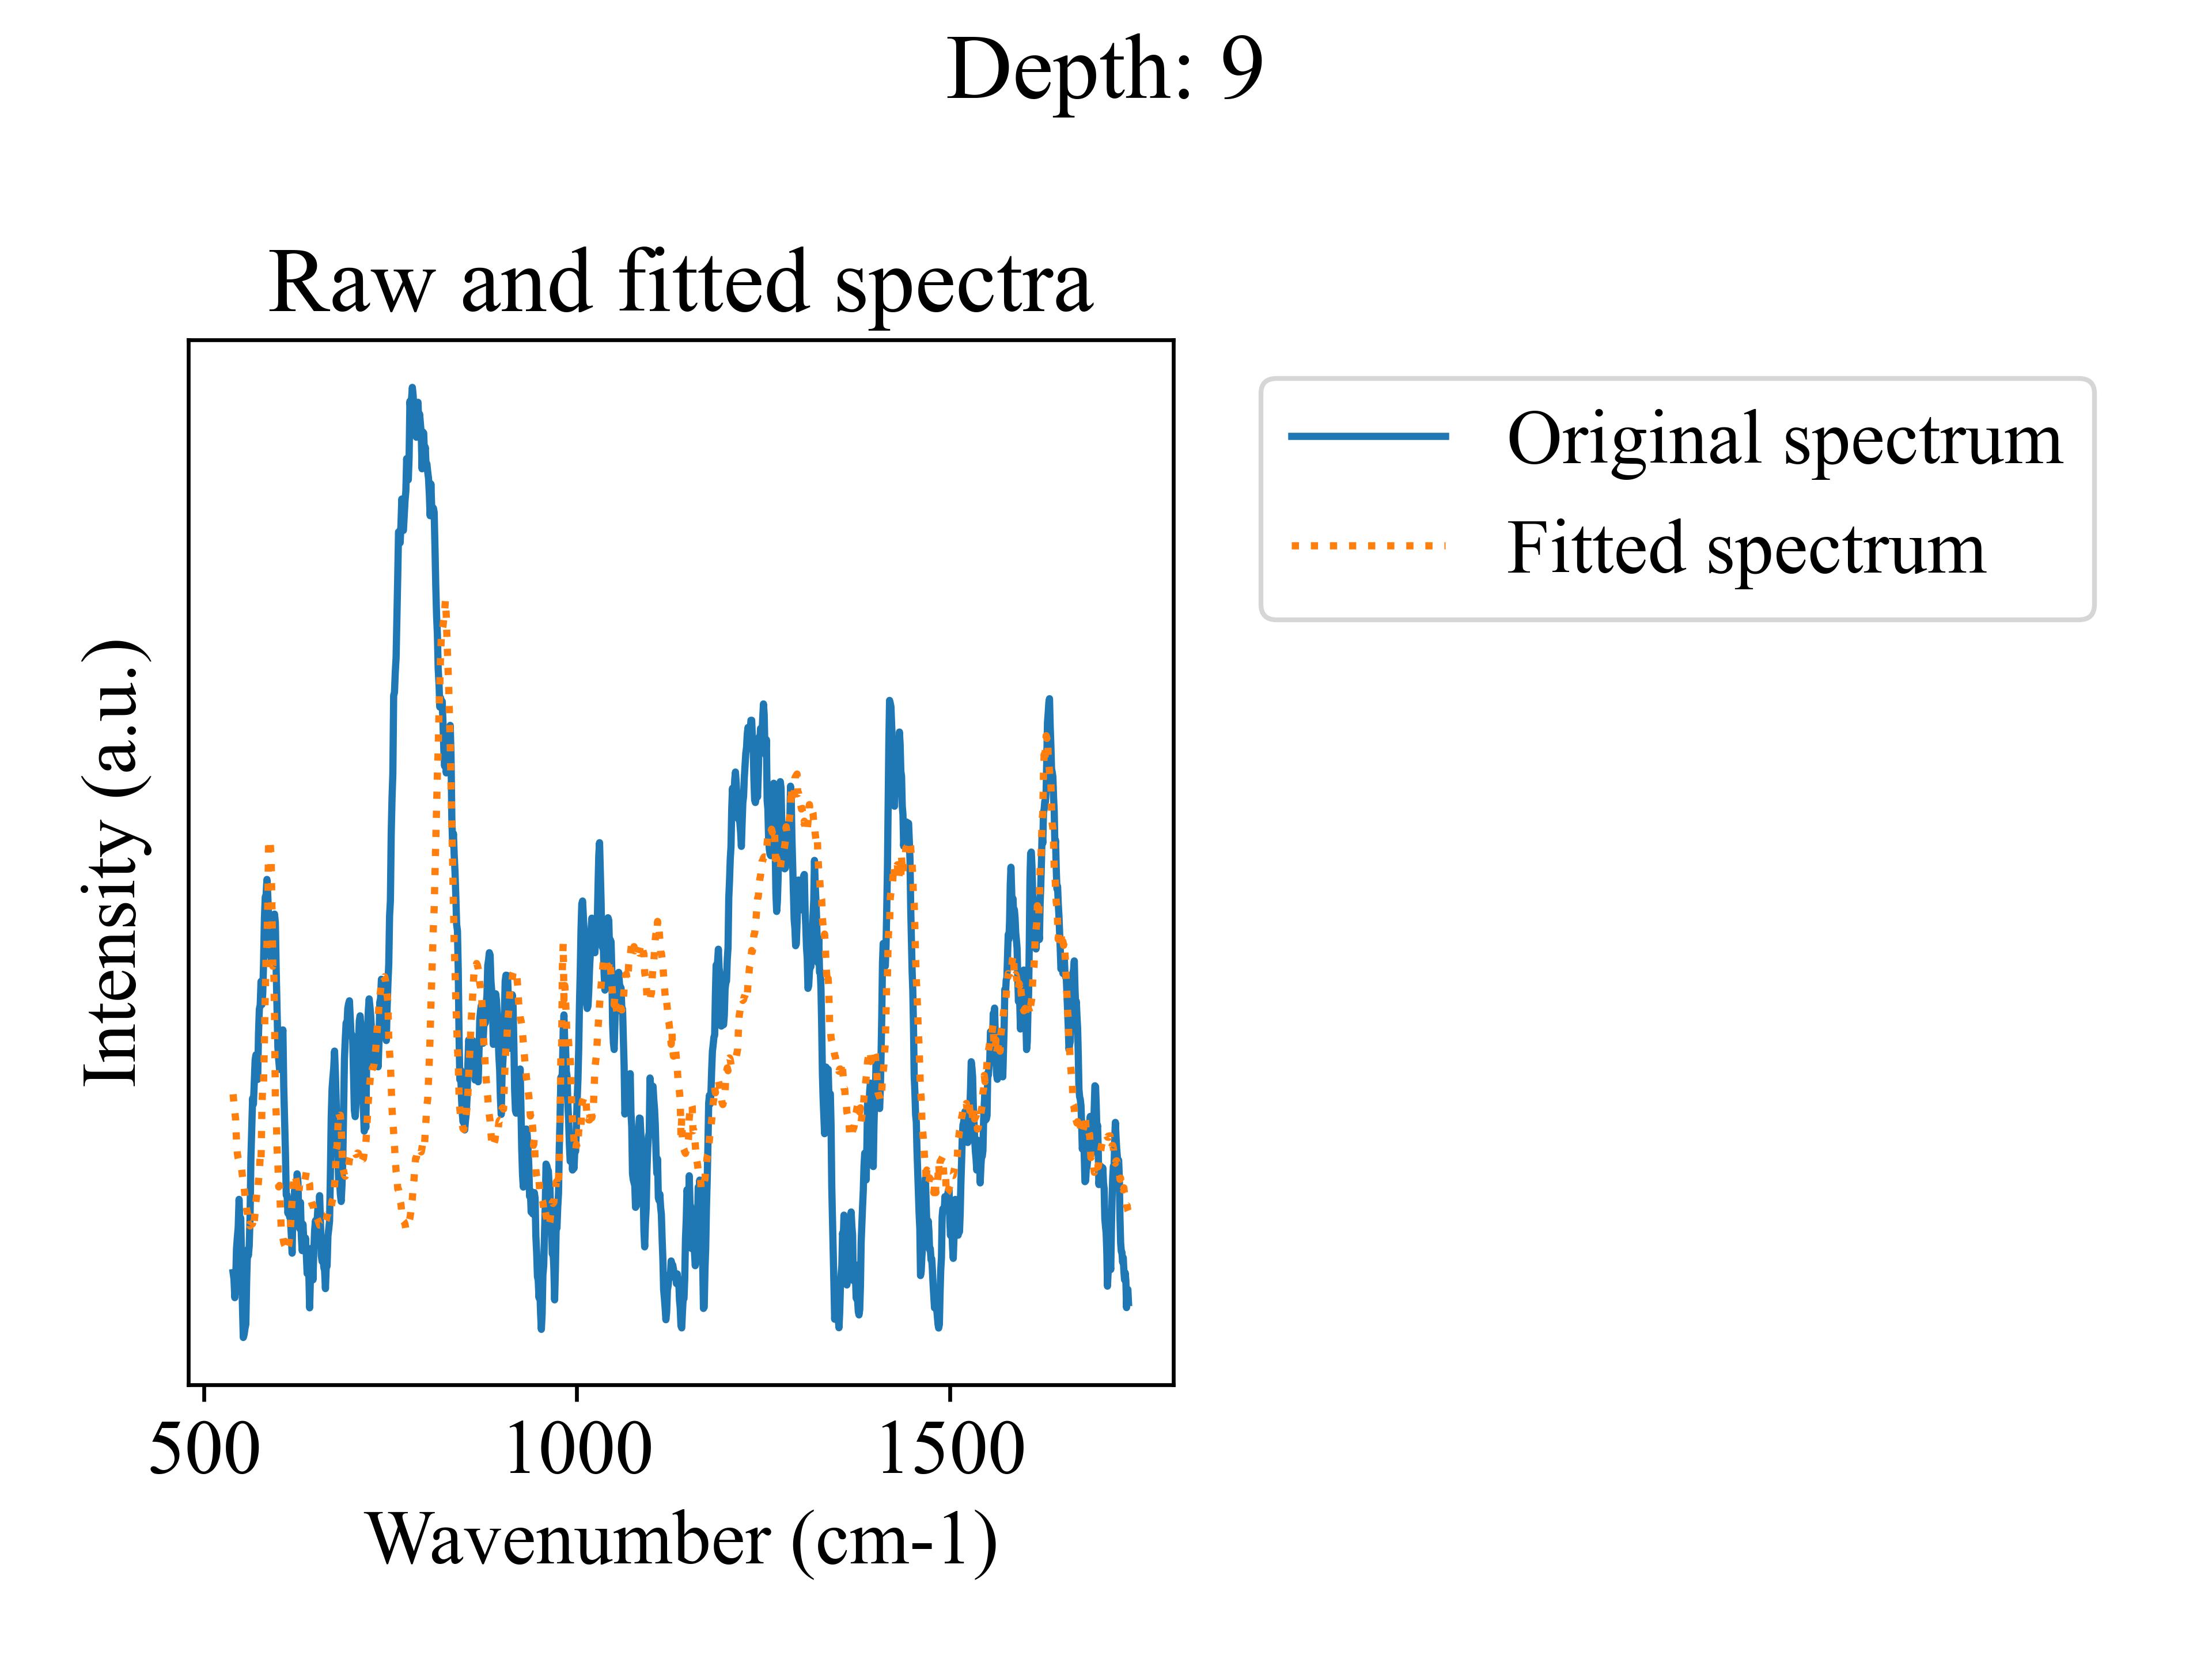 Depth: 9
Raw and fitted spectra
Original spectrum
Fitted spectrum
Intensity (a.u.)
500 1000 1500
Wavenumber (cm-1)